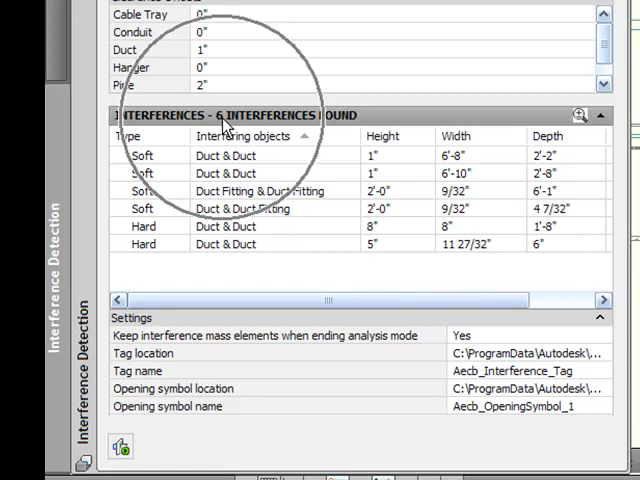 Cable Tray 0"
Conduit 0"
Duct 1"
Hanger 0"
Pipe 2"
INTERFERENCES - 6 INTERFERENCES FOUND
Type Interfering objects Height Width Depth
Soft Duct & Duct 1" 6'-8" 2'-2"
Soft Duct & Duct 1" 6'-10" 2'-8"
Soft Duct Fitting & Duct Fitting 2'-0" 9/32" 6'-1"
Soft Duct & Duct Fitting 2'-0" 9/32" 4 7/32"
Hard Duct & Duct 8" 8" 1'-8"
Hard Duct & Duct 5" 11 27/32" 6"
Settings
Keep interference mass elements when ending analysis mode Yes
Tag location C:\ProgramData\Autodesk\...
Tag name Aecb_Interference_Tag
Opening symbol location C:\ProgramData\Autodesk\...
Opening symbol name Aecb_OpeningSymbol_1
Interference Detection
Interference Detection